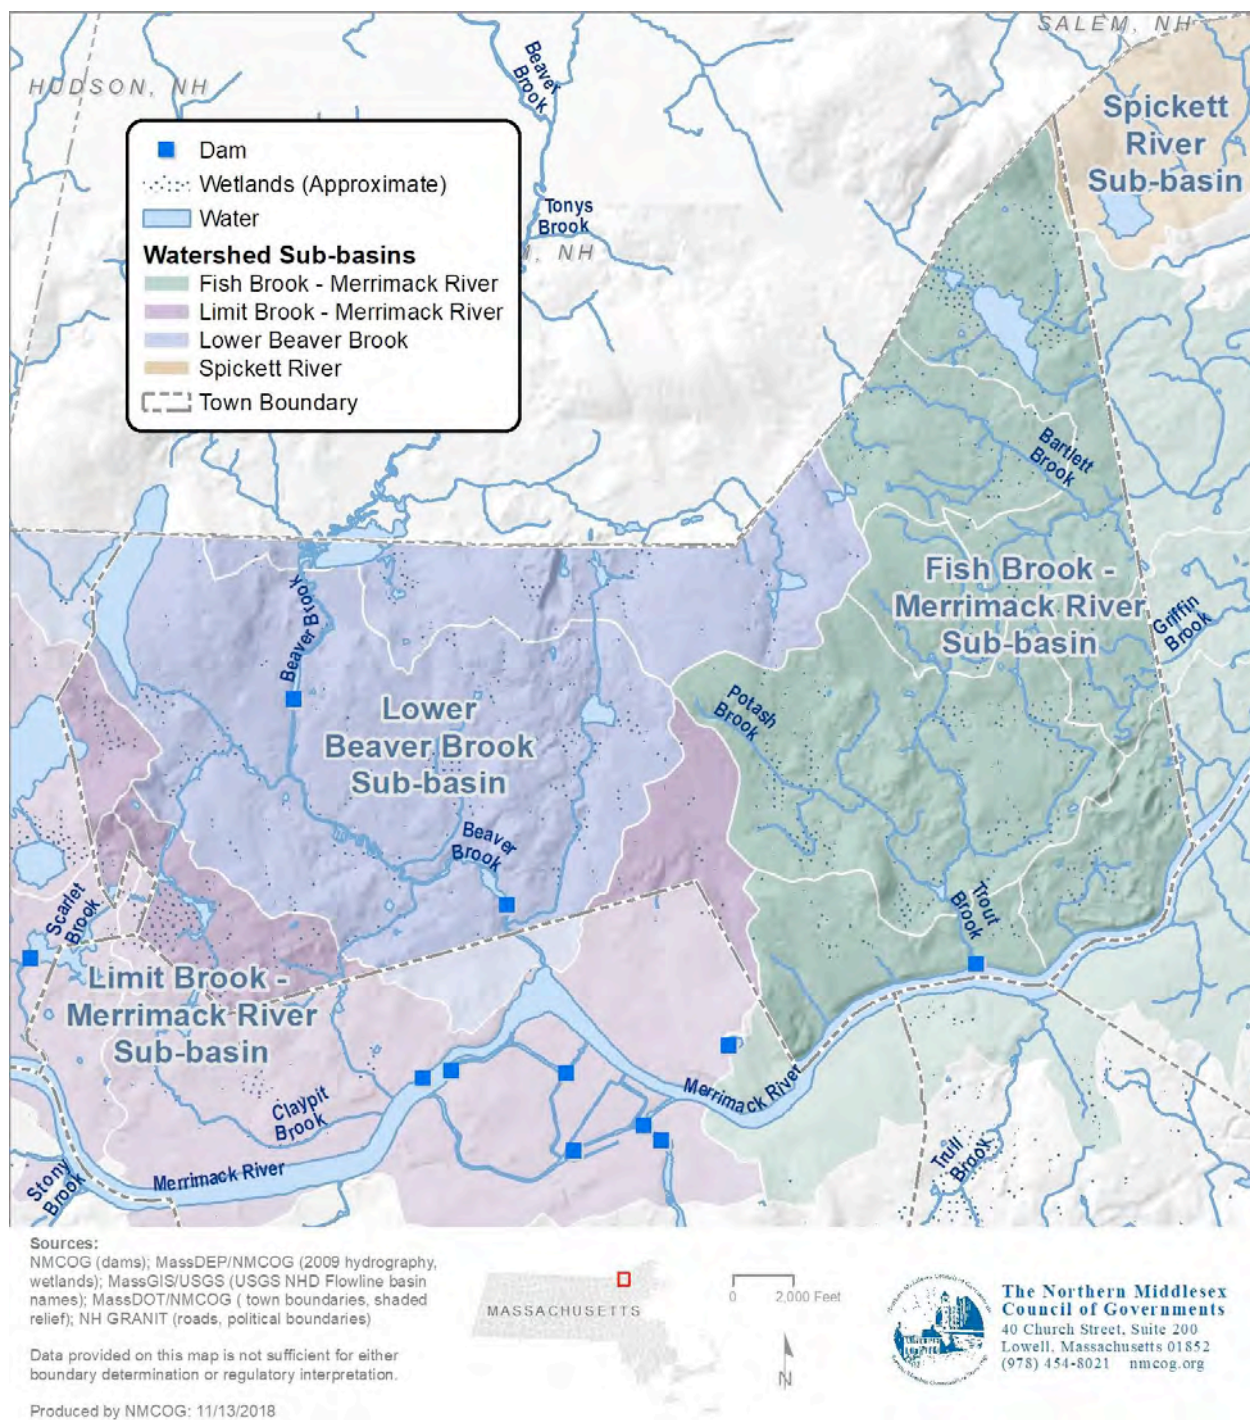 SALEM, NH
HUDSON, NH
Beaver
Brook
Spickett
River
Sub-basin
Dam
Wetlands (Approximate)
Water
Watershed Sub-basins
Fish Brook - Merrimack River
Limit Brook - Merrimack River
Lower Beaver Brook
Spickett River
Town Boundary
Tonys
Brook
NH
Bartlett
Brook
Fish Brook -
Merrimack River
Sub-basin
Griffin
Brook
Beaver Brook
Lower
Beaver Brook
Sub-basin
Potash
Brook
Beaver
Brook
Scarlet
Brook
Trout
Brook
Limit Brook -
Merrimack River
Sub-basin
Merrimack River
Claypit
Brook
Merrimack River
Stony
Brook
Trull
Brook
Sources:
NMCOG (dams); MassDEP/NMCOG (2009 hydrography,
wetlands); MassGIS/USGS (USGS NHD Flowline basin
names); MassDOT/NMCOG ( town boundaries, shaded
relief); NH GRANIT (roads, political boundaries)
Data provided on this map is not sufficient for either
boundary determination or regulatory interpretation.
Produced by NMCOG: 11/13/2018
MASSACHUSETTS
0 2,000 Feet
N
The Northern Middlesex
Council of Governments
40 Church Street, Suite 200
Lowell, Massachusetts 01852
(978) 454-8021 nmcog.org